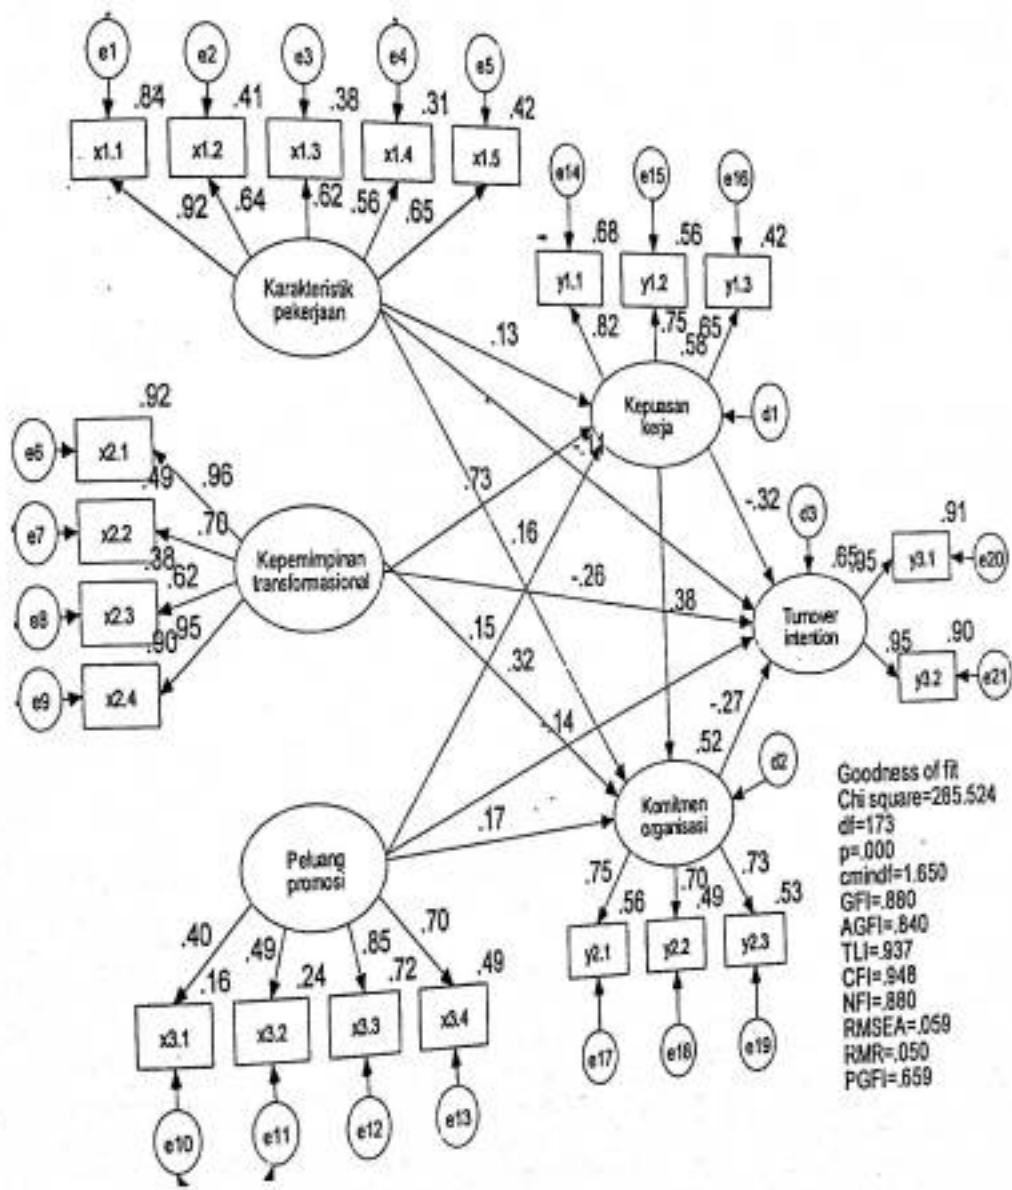 e1
e2
e3
e4
e5
.84
.41
.38
.31
.42
x1.1
x1.2
x1.3
x1.4
x1.5
.92
.64
.62
.56
.65
Karakteristik
pekerjaan
e14
e15
e16
.68
.56
.42
y1.1
y1.2
y1.3
.82
.75
.58
.65
.13
Kepuasan
kerja
d1
.92
e6
x2.1
.49
.96
e7
x2.2
.70
.38
.62
e8
x2.3
.90
.95
e9
x2.4
Kepemimpinan
transformasional
.73
.16
-.26
.15
.32
-.14
.17
.38
-.32
d3
.65
.95
.91
y3.1
e20
Turnover
intention
.95
.90
y3.2
e21
-.27
.52
d2
Komitmen
organisasi
.75
.70
.73
.56
.49
.53
y2.1
y2.2
y2.3
e17
e18
e19
Peluang
promosi
.40
.49
.85
.70
.16
.24
.72
.49
x3.1
x3.2
x3.3
x3.4
e10
e11
e12
e13
Goodness of fit
Chi square=285.524
df=173
p=.000
cmindf=1.650
GFI=.880
AGFI=.840
TLI=.937
CFI=.948
NFI=.880
RMSEA=.059
RMR=.050
PGFI=.659